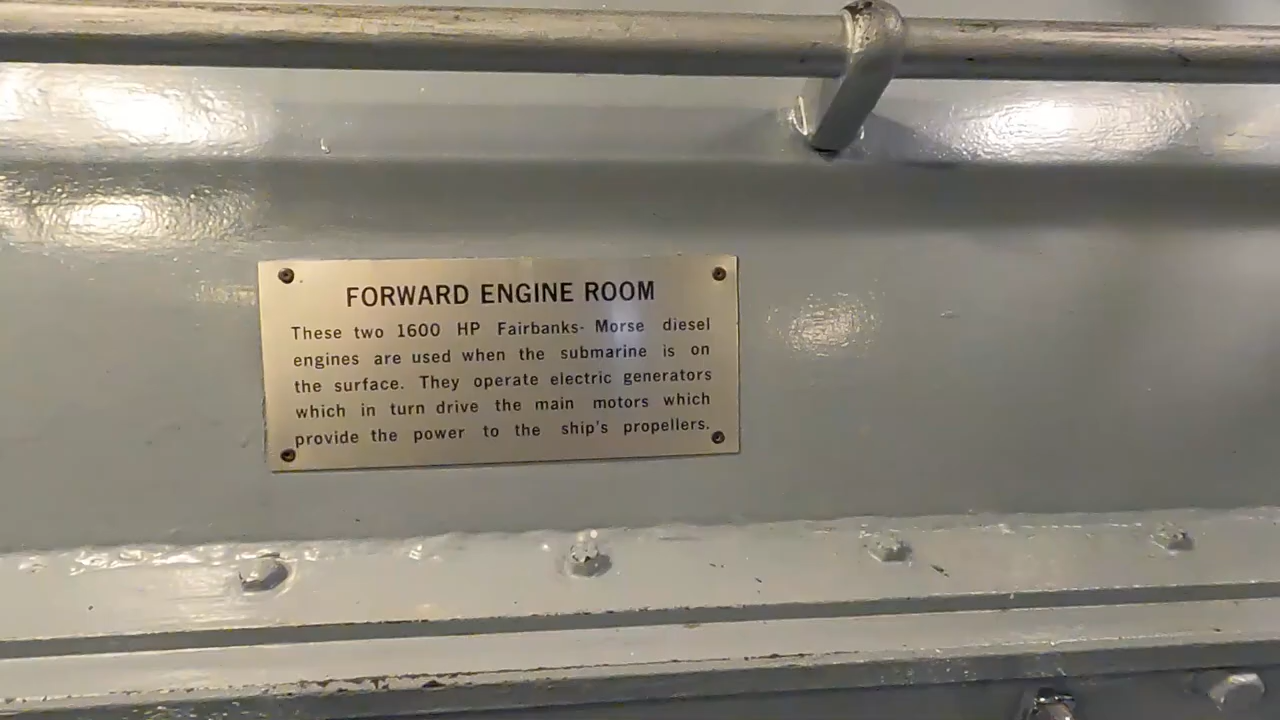 FORWARD ENGINE ROOM
These two 1600 HP Fairbanks- Morse diesel
engines are used when the submarine is on
the surface. They operate electric generators
which in turn drive the main motors which
provide the power to the ship's propellers.